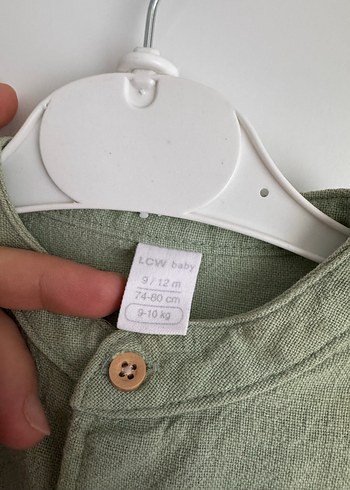 LCW baby
9 / 12 m
74-80 cm
9-10 kg